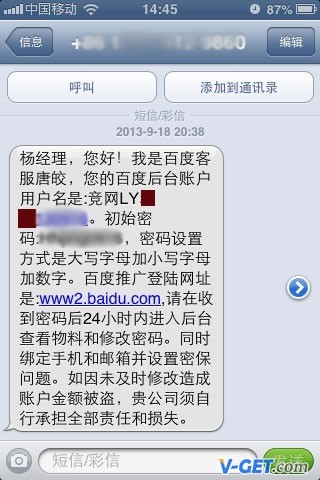 中国移动
14:45
87%
信息
编辑
呼叫
添加到通讯录
短信/彩信
2013-9-18 20:38
杨经理，您好！我是百度客
服唐皎，您的百度后台账户
用户名是:竞网LY
。初始密
码:，密码设置
方式是大写字母加小写字母
加数字。百度推广登陆网址
是:www2.baidu.com,请在收
到密码后24小时内进入后台
查看物料和修改密码。同时
绑定手机和邮箱并设置密保
问题。如因未及时修改造成
账户金额被盗，贵公司须自
行承担全部责任和损失。
短信/彩信
V-GET.com